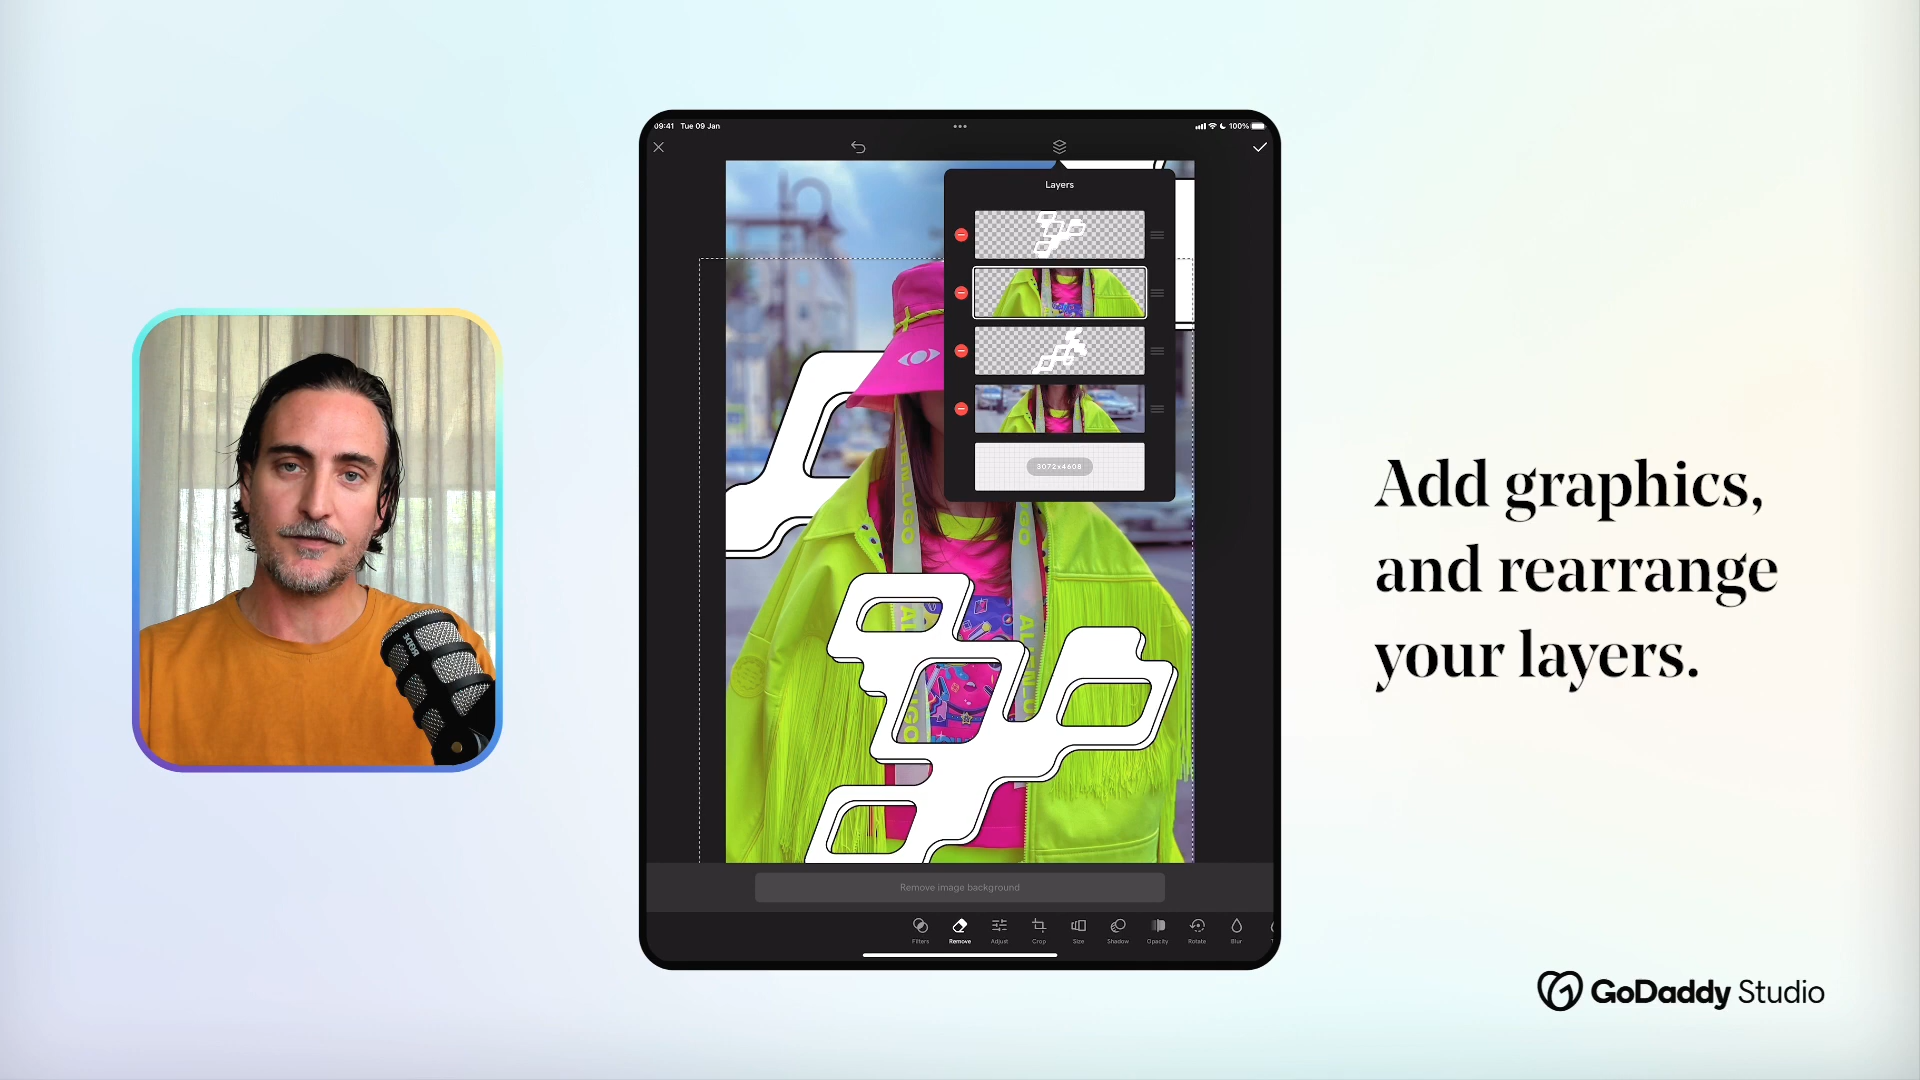 09:41 Tue 09 Jan
100%
Layers
3072x4608
Remove image background
Filters
Remove
Adjust
Crop
Size
Shadow
Opacity
Rotate
Blur
RØDE
Add graphics,
and rearrange
your layers.
GoDaddy Studio